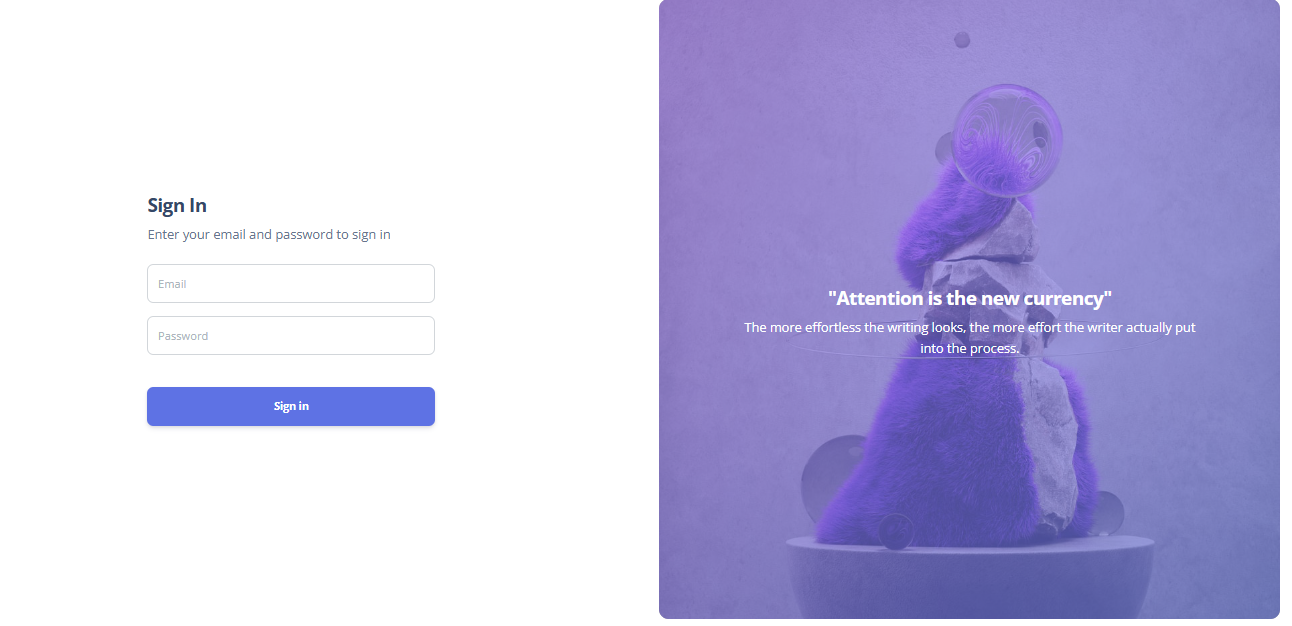 Sign In
Enter your email and password to sign in
Email
Password
Sign in
"Attention is the new currency"
The more effortless the writing looks, the more effort the writer actually put
into the process.